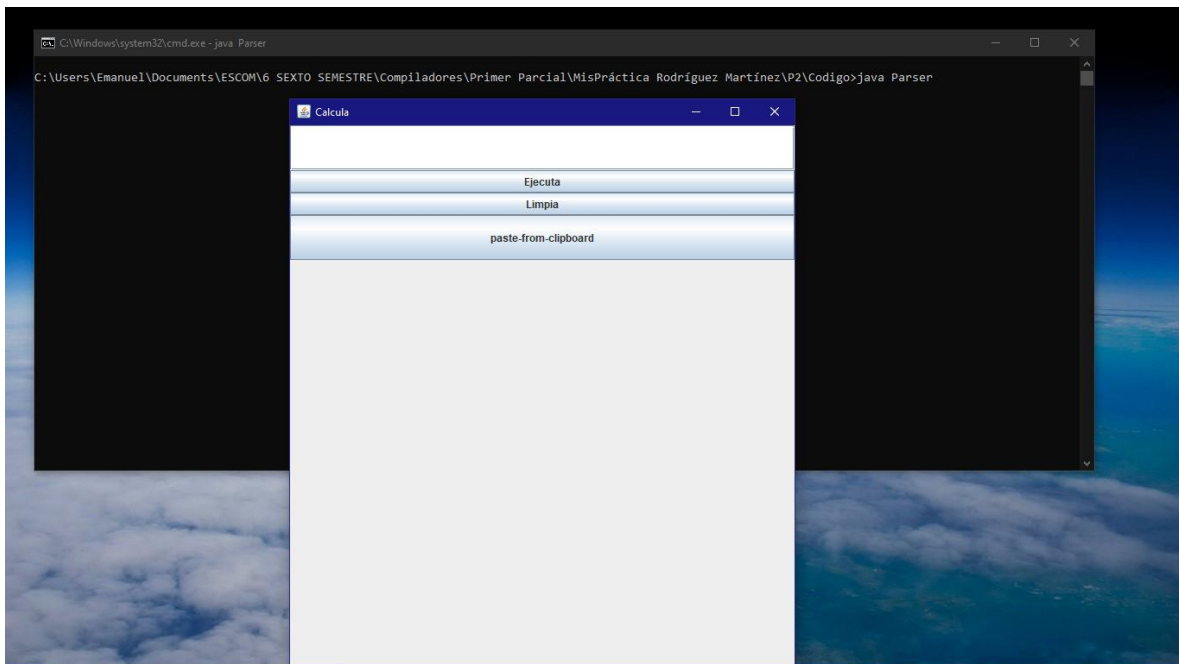 C:\Windows\system32\cmd.exe - java Parser
C:\Users\Emanuel\Documents\ESCOM\6 SEXTO SEMESTRE\Compiladores\Primer Parcial\MisPráctica Rodríguez Martínez\P2\Codigo>java Parser
Calcula
Ejecuta
Limpia
paste-from-clipboard